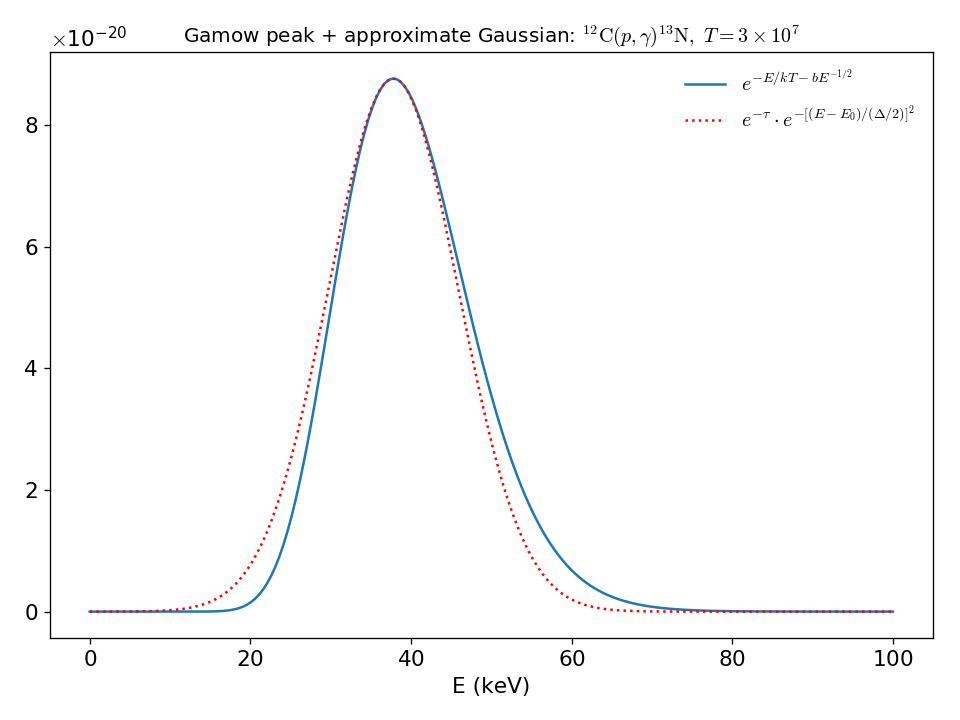 ×10⁻²⁰ Gamow peak + approximate Gaussian: ¹²C(p, γ)¹³N, T = 3 × 10⁷
e^{−E/kT−bE^{−1/2}}
e^{−τ} · e^{−[(E−E₀)/(Δ/2)]²}
8
6
4
2
0
0 20 40 60 80 100
E (keV)